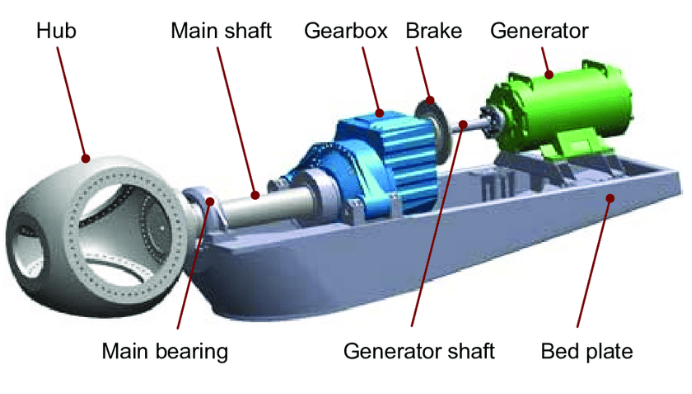 Hub
Main shaft
Gearbox
Brake
Generator
Main bearing
Generator shaft
Bed plate